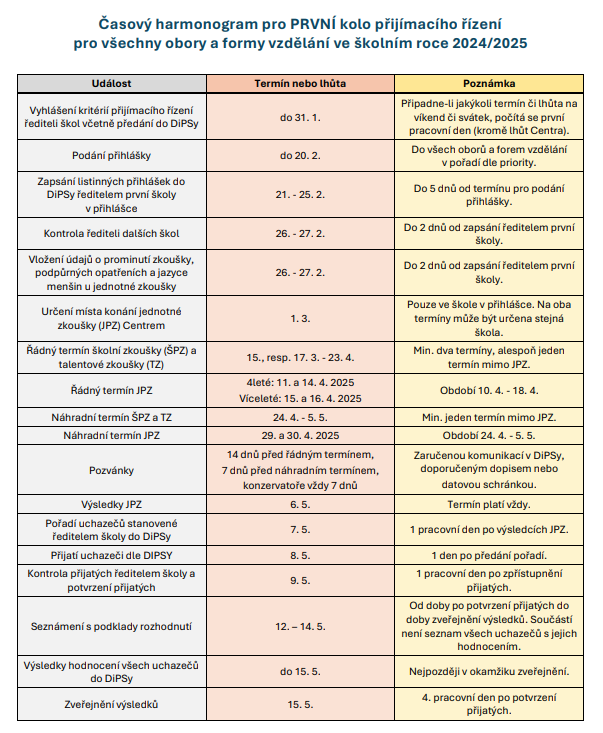 Časový harmonogram pro PRVNÍ kolo přijímacího řízení
pro všechny obory a formy vzdělání ve školním roce 2024/2025
Událost
Termín nebo lhůta
Poznámka
Vyhlášení kritérií přijímacího řízení
řediteli škol včetně předání do DiPSy
do 31. 1.
Připadne-li jakýkoli termín či lhůta na
víkend či svátek, počítá se první
pracovní den (kromě lhůt Centra).
Podání přihlášky
do 20. 2.
Do všech oborů a forem vzdělání
v pořadí dle priority.
Zapsání listinných přihlášek do
DiPSy ředitelem první školy
v přihlášce
21. - 25. 2.
Do 5 dnů od termínu pro podání
přihlášky.
Kontrola řediteli dalších škol
26. - 27. 2.
Do 2 dnů od zapsání ředitelem první
školy.
Vložení údajů o prominutí zkoušky,
podpůrných opatřeních a jazyce
menšin u jednotné zkoušky
26. - 27. 2.
Do 2 dnů od zapsání ředitelem první
školy.
Určení místa konání jednotné
zkoušky (JPZ) Centrem
1. 3.
Pouze ve škole v přihlášce. Na oba
termíny může být určena stejná
škola.
Řádný termín školní zkoušky (ŠPZ) a
talentové zkoušky (TZ)
15., resp. 17. 3. - 23. 4.
Min. dva termíny, alespoň jeden
termín mimo JPZ.
Řádný termín JPZ
4leté: 11. a 14. 4. 2025
Víceleté: 15. a 16. 4. 2025
Období 10. 4. - 18. 4.
Náhradní termín ŠPZ a TZ
24. 4. - 5. 5.
Min. jeden termín mimo JPZ.
Náhradní termín JPZ
29. a 30. 4. 2025
Období 24. 4. - 5. 5.
Pozvánky
14 dnů před řádným termínem,
7 dnů před náhradním termínem,
konzervatoře vždy 7 dnů
Zaručenou komunikací v DiPSy,
doporučeným dopisem nebo
datovou schránkou.
Výsledky JPZ
6. 5.
Termín platí vždy.
Pořadí uchazečů stanovené
ředitelem školy do DiPSy
7. 5.
1 pracovní den po výsledcích JPZ.
Přijatí uchazeči dle DIPSY
8. 5.
1 den po předání pořadí.
Kontrola přijatých ředitelem školy a
potvrzení přijatých
9. 5.
1 pracovní den po zpřístupnění
přijatých.
Seznámení s podklady rozhodnutí
12. – 14. 5.
Od doby po potvrzení přijatých do
doby zveřejnění výsledků. Součástí
není seznam všech uchazečů s jejich
hodnocením.
Výsledky hodnocení všech uchazečů
do DiPSy
do 15. 5.
Nejpozději v okamžiku zveřejnění.
Zveřejnění výsledků
15. 5.
4. pracovní den po potvrzení
přijatých.